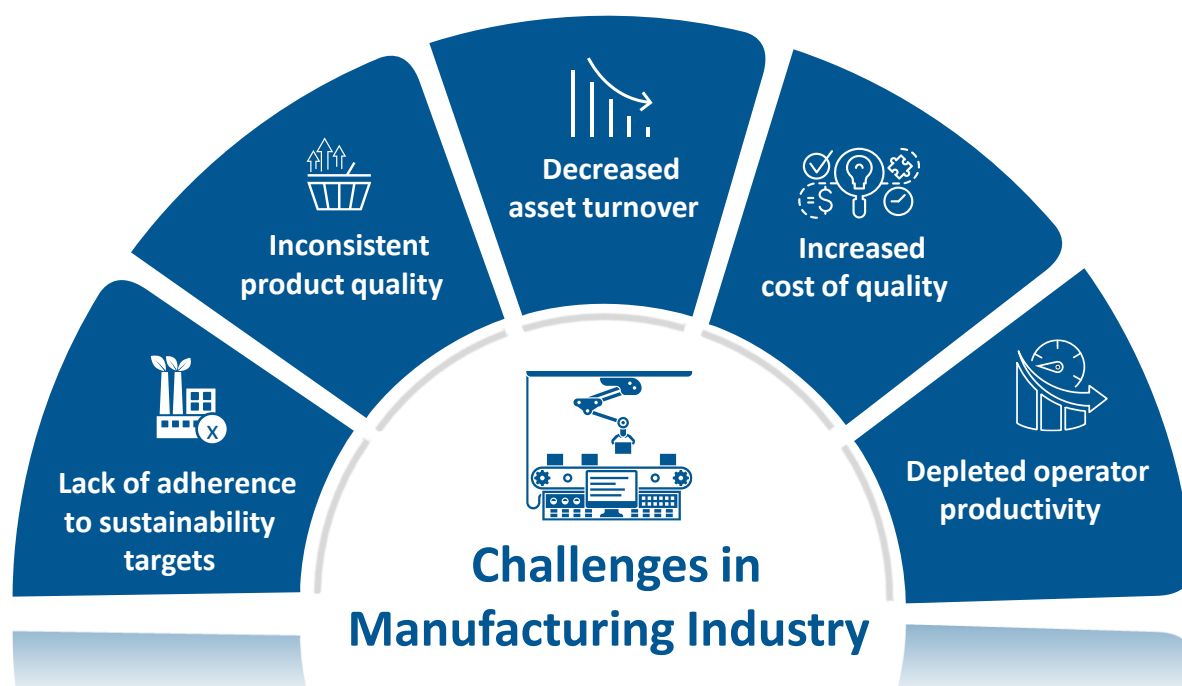 Lack of adherence
to sustainability
targets
x
Inconsistent
product quality
Decreased
asset turnover
=$
Increased
cost of quality
Depleted operator
productivity
Challenges in
Manufacturing Industry